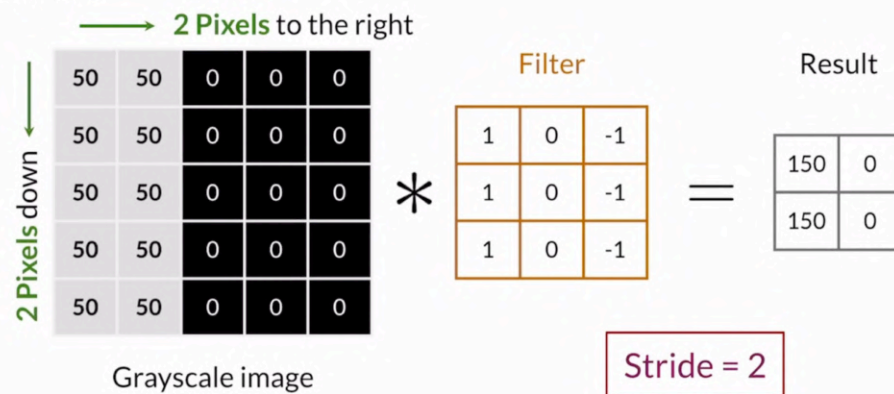 2 Pixels to the right
2 Pixels down
50 50 0 0 0
50 50 0 0 0
50 50 0 0 0
50 50 0 0 0
50 50 0 0 0
Grayscale image
*
Filter
1 0 -1
1 0 -1
1 0 -1
=
Result
150 0
150 0
Stride = 2